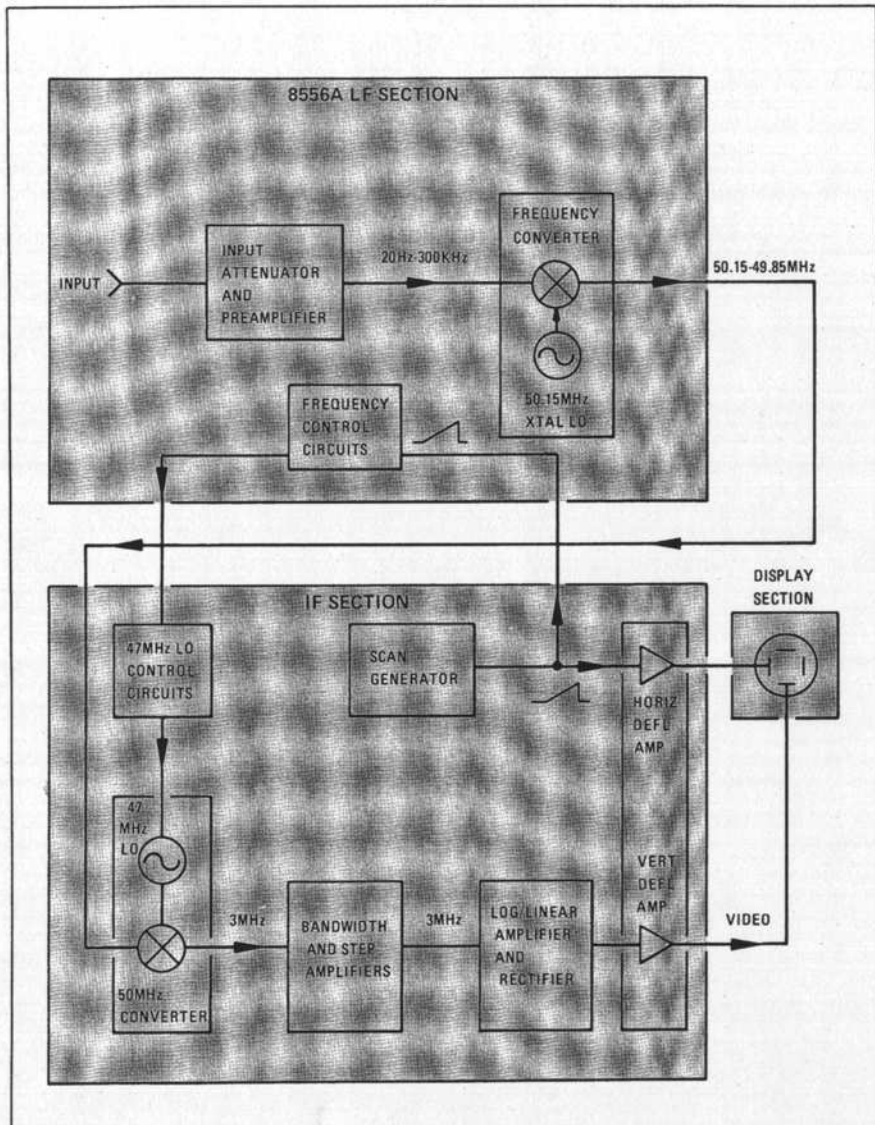 8556A LF SECTION
INPUT
INPUT
ATTENUATOR
AND
PREAMPLIFIER
20Hz-300KHz
FREQUENCY
CONVERTER
50.15MHz
XTAL LO
50.15-49.85MHz
FREQUENCY
CONTROL
CIRCUITS
IF SECTION
47MHz LO
CONTROL
CIRCUITS
SCAN
GENERATOR
HORIZ
DEFL
AMP
DISPLAY
SECTION
47
MHz
LO
50MHz
CONVERTER
3MHz
BANDWIDTH
AND STEP
AMPLIFIERS
3MHz
LOG/LINEAR
AMPLIFIER
AND
RECTIFIER
VERT
DEFL
AMP
VIDEO